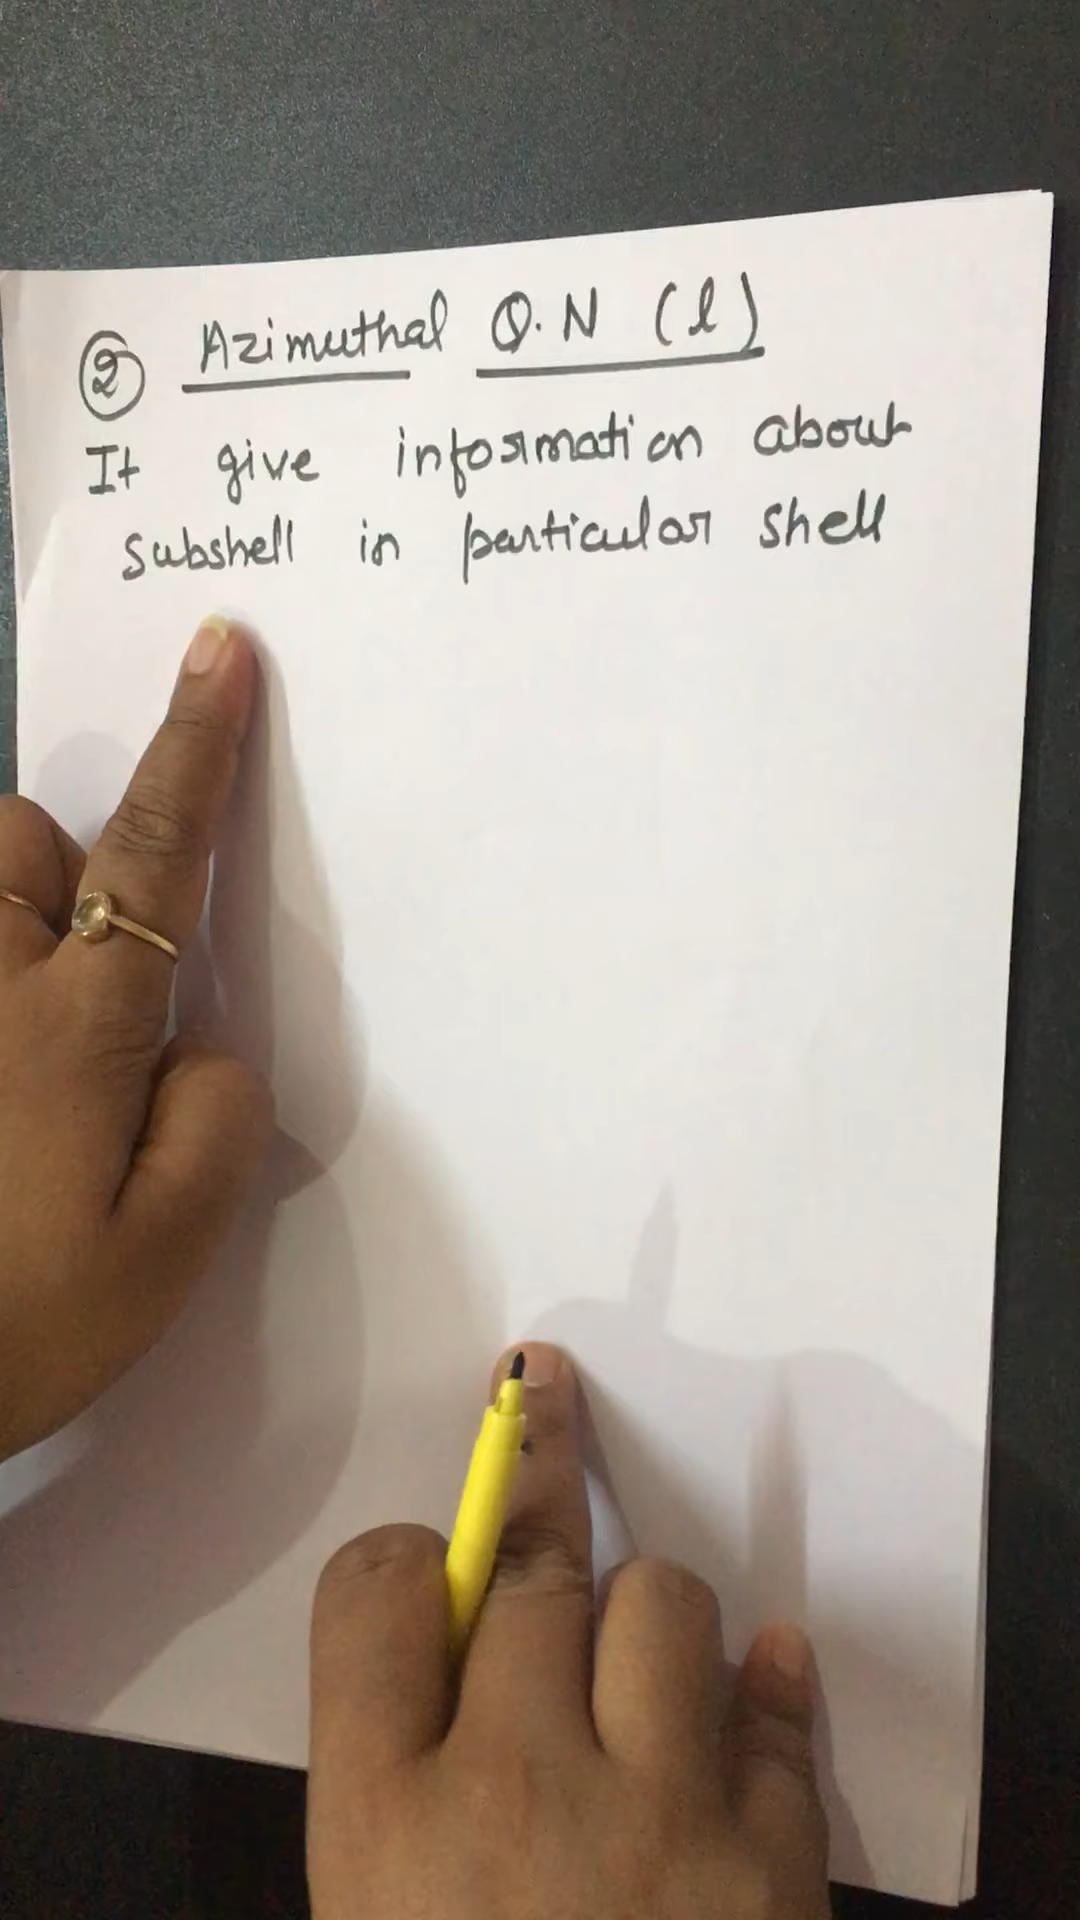 ② Azimuthal Q.N (l)
It give information about
subshell in particular shell